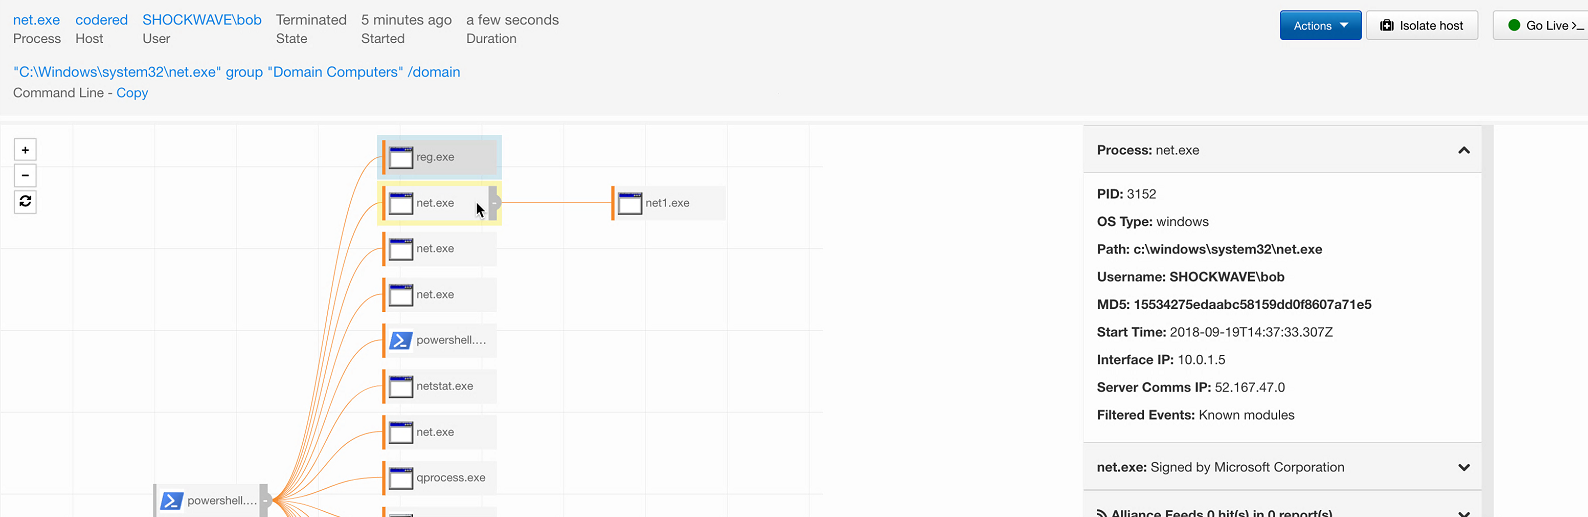 net.exe codered SHOCKWAVE\bob Terminated 5 minutes ago a few seconds
Process Host User State Started Duration
Actions Isolate host Go Live >_
"C:\Windows\system32\net.exe" group "Domain Computers" /domain
Command Line - Copy
+
−
reg.exe
net.exe -
net1.exe
net.exe
net.exe
powershell....
netstat.exe
net.exe
qprocess.exe
powershell.... -
Process: net.exe
PID: 3152
OS Type: windows
Path: c:\windows\system32\net.exe
Username: SHOCKWAVE\bob
MD5: 15534275edaabc58159dd0f8607a71e5
Start Time: 2018-09-19T14:37:33.307Z
Interface IP: 10.0.1.5
Server Comms IP: 52.167.47.0
Filtered Events: Known modules
net.exe: Signed by Microsoft Corporation
Alliance Feeds 0 hit(s) in 0 report(s)